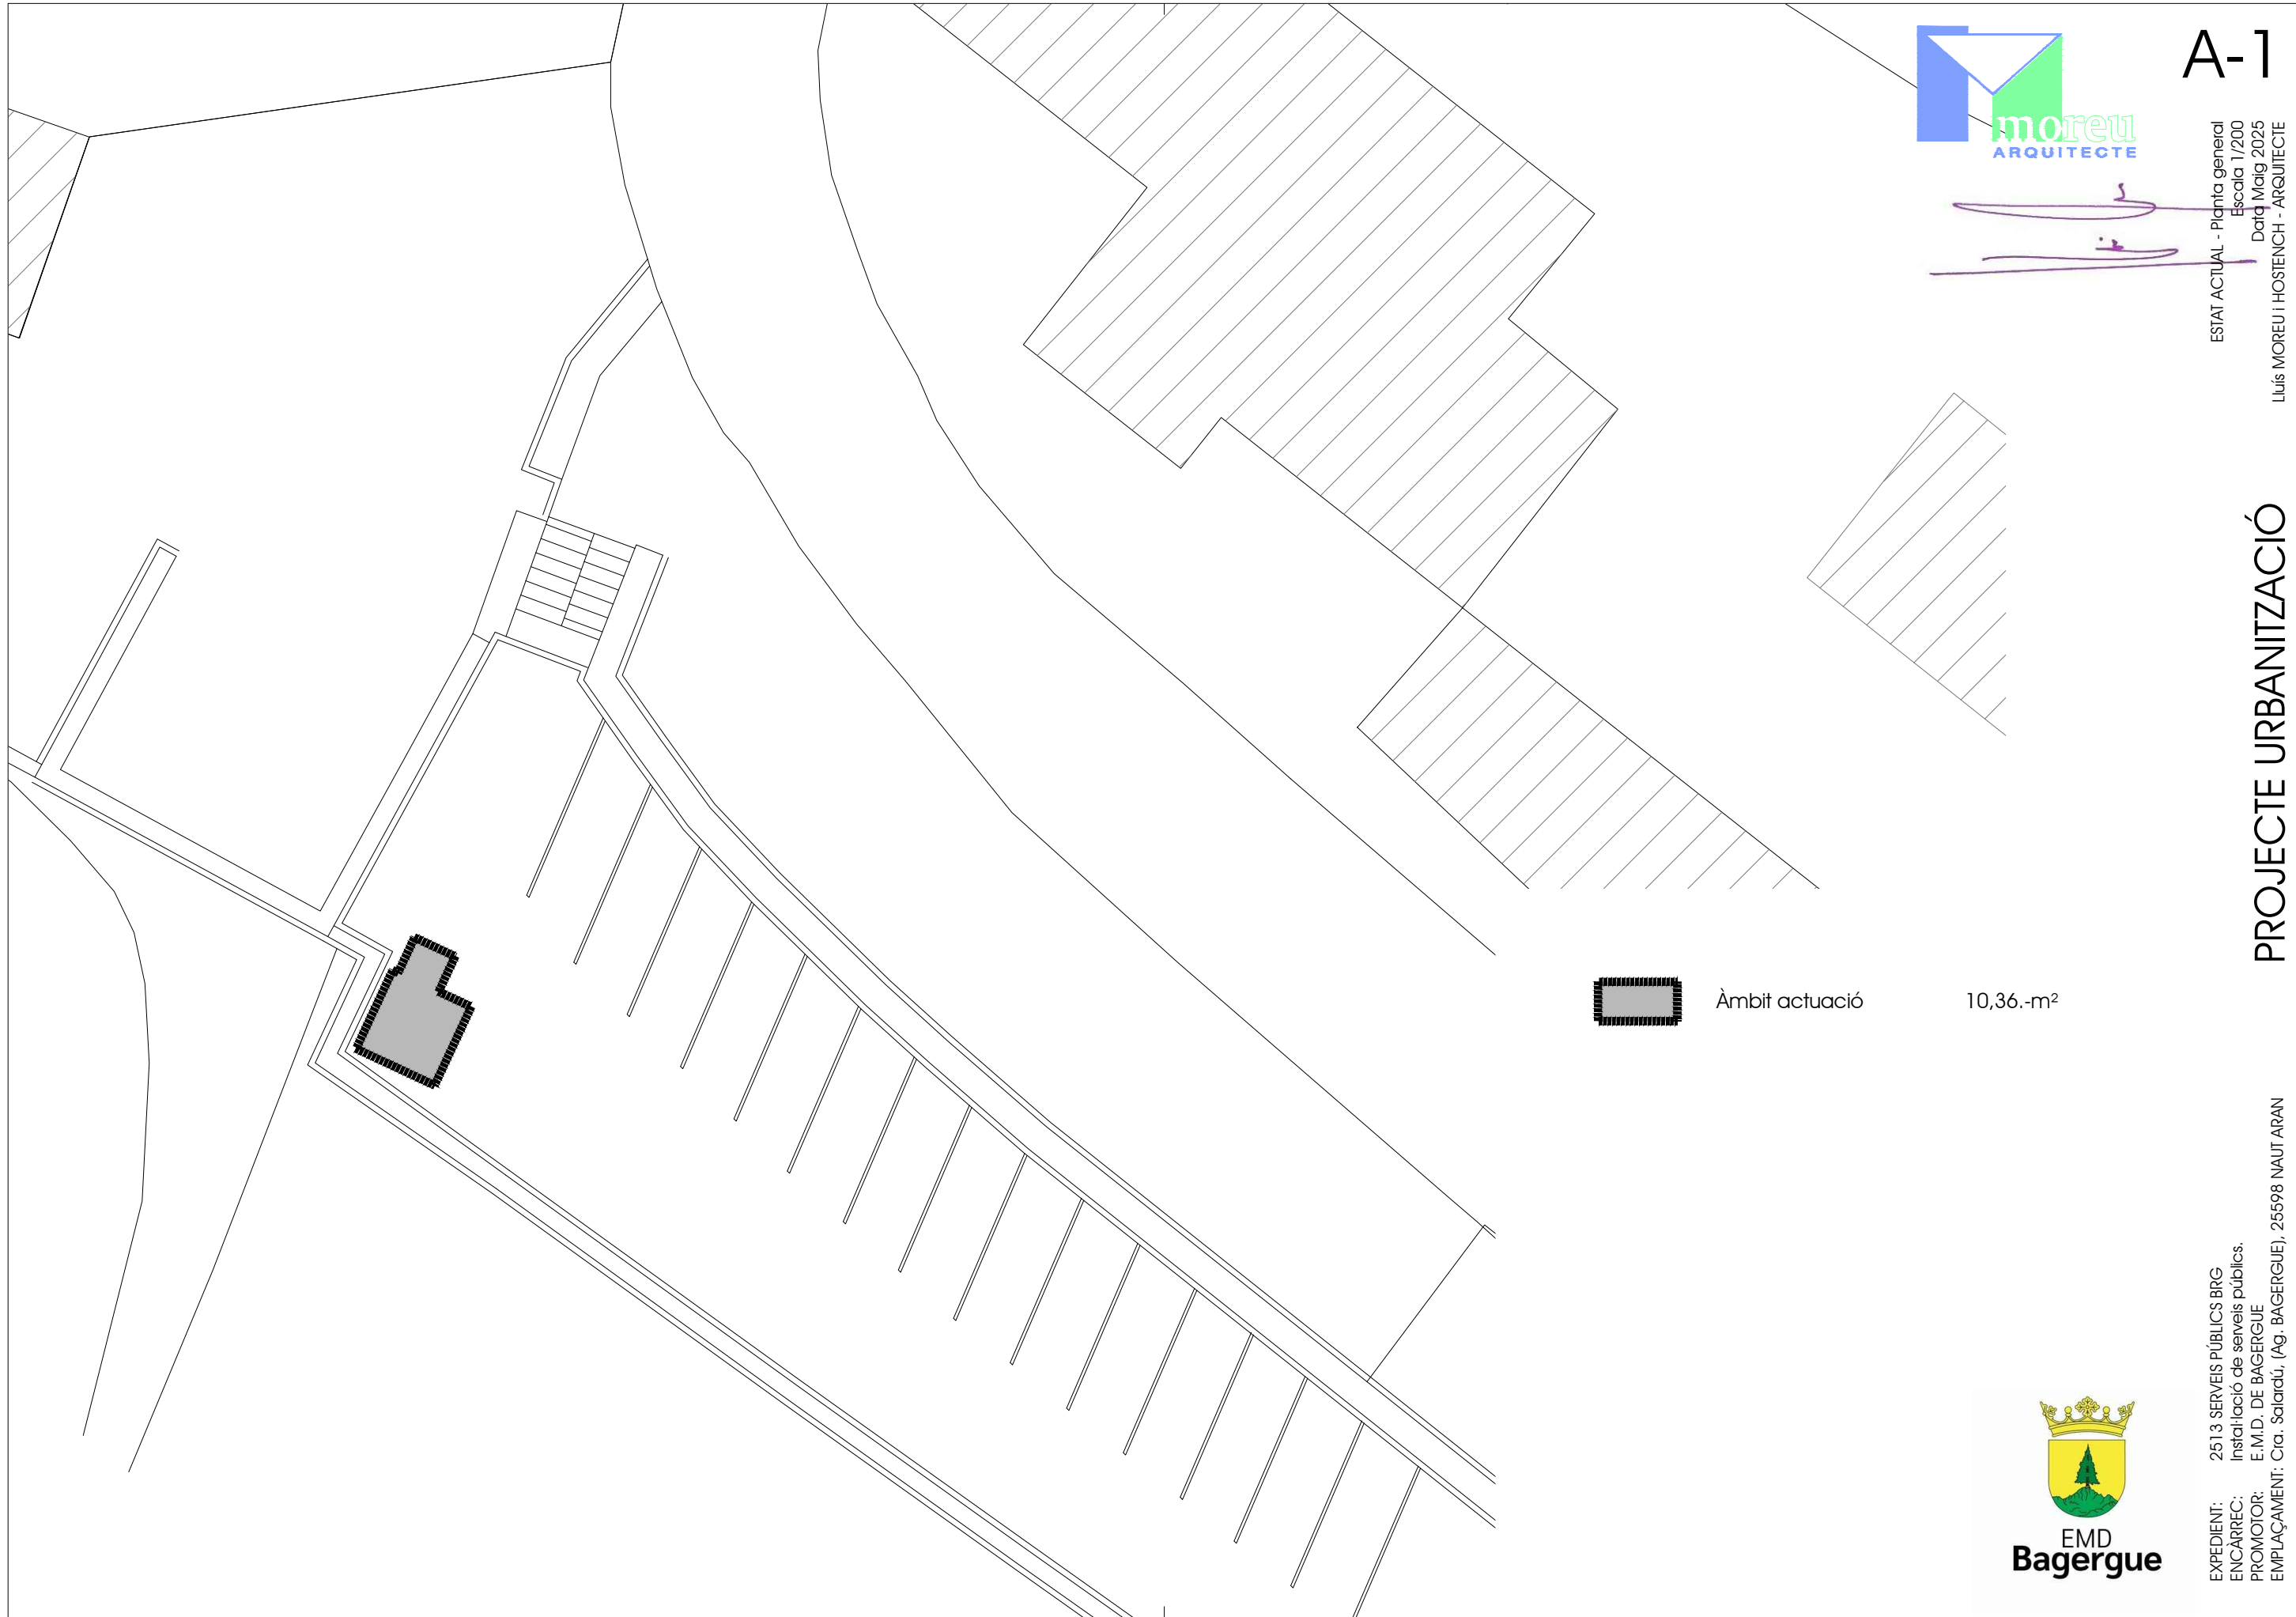 A-1
moreu
ARQUITECTE
ESTAT ACTUAL - Planta general
Escala 1/200
Data Maig 2025
Lluís MOREU i HOSTENCH - ARQUITECTE
PROJECTE URBANITZACIÓ
Àmbit actuació 10,36.-m²
EXPEDIENT: 2513 SERVEIS PÚBLICS BRG
ENCÀRREC: Instal·lació de serveis públics.
PROMOTOR: E.M.D. DE BAGERGUE
EMPLAÇAMENT: Cra. Salardú, (Ag. BAGERGUE), 25598 NAUT ARAN
EMD
Bagergue